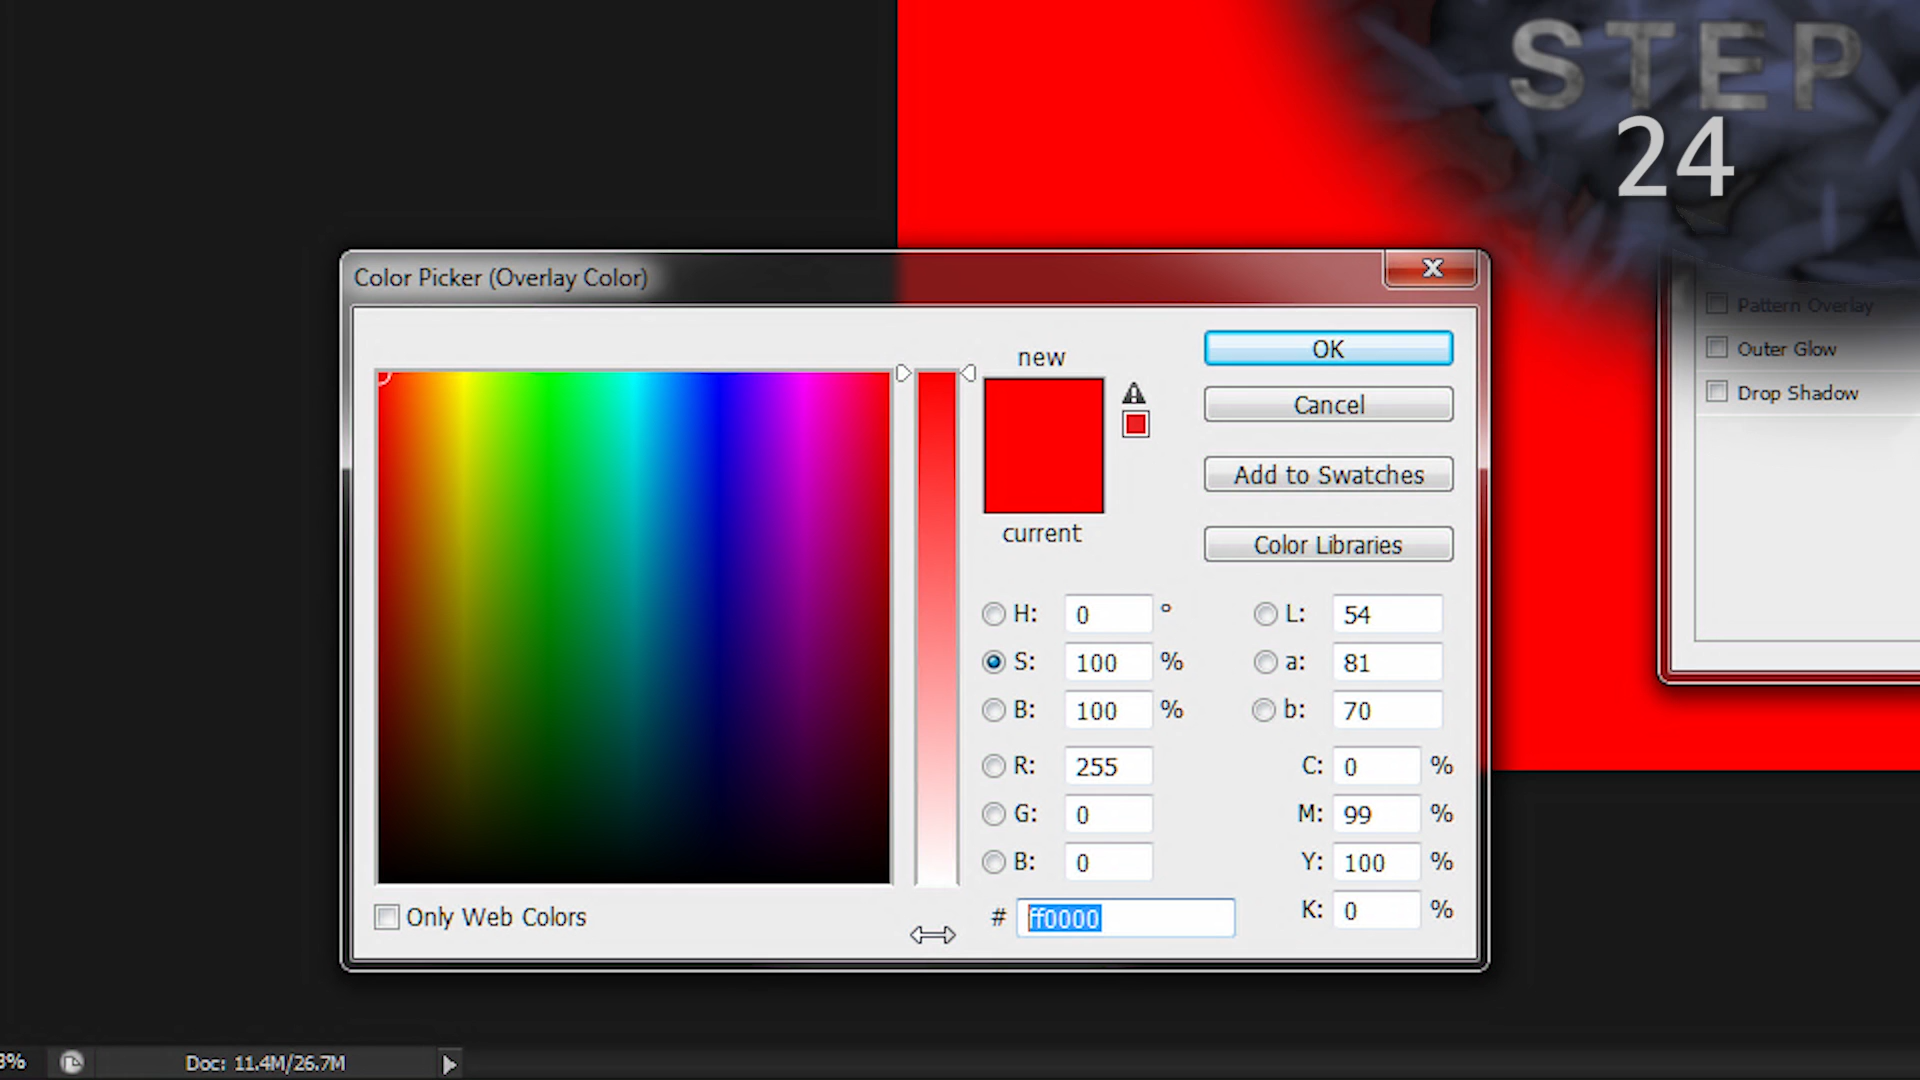 STEP
24
Color Picker (Overlay Color)
x
Pattern Overlay
Outer Glow
Drop Shadow
new
current
OK
Cancel
Add to Swatches
Color Libraries
H: 0 °
S: 100 %
B: 100 %
R: 255
G: 0
B: 0
# ff0000
L: 54
a: 81
b: 70
C: 0 %
M: 99 %
Y: 100 %
K: 0 %
Only Web Colors
Doc: 11.4M/26.7M